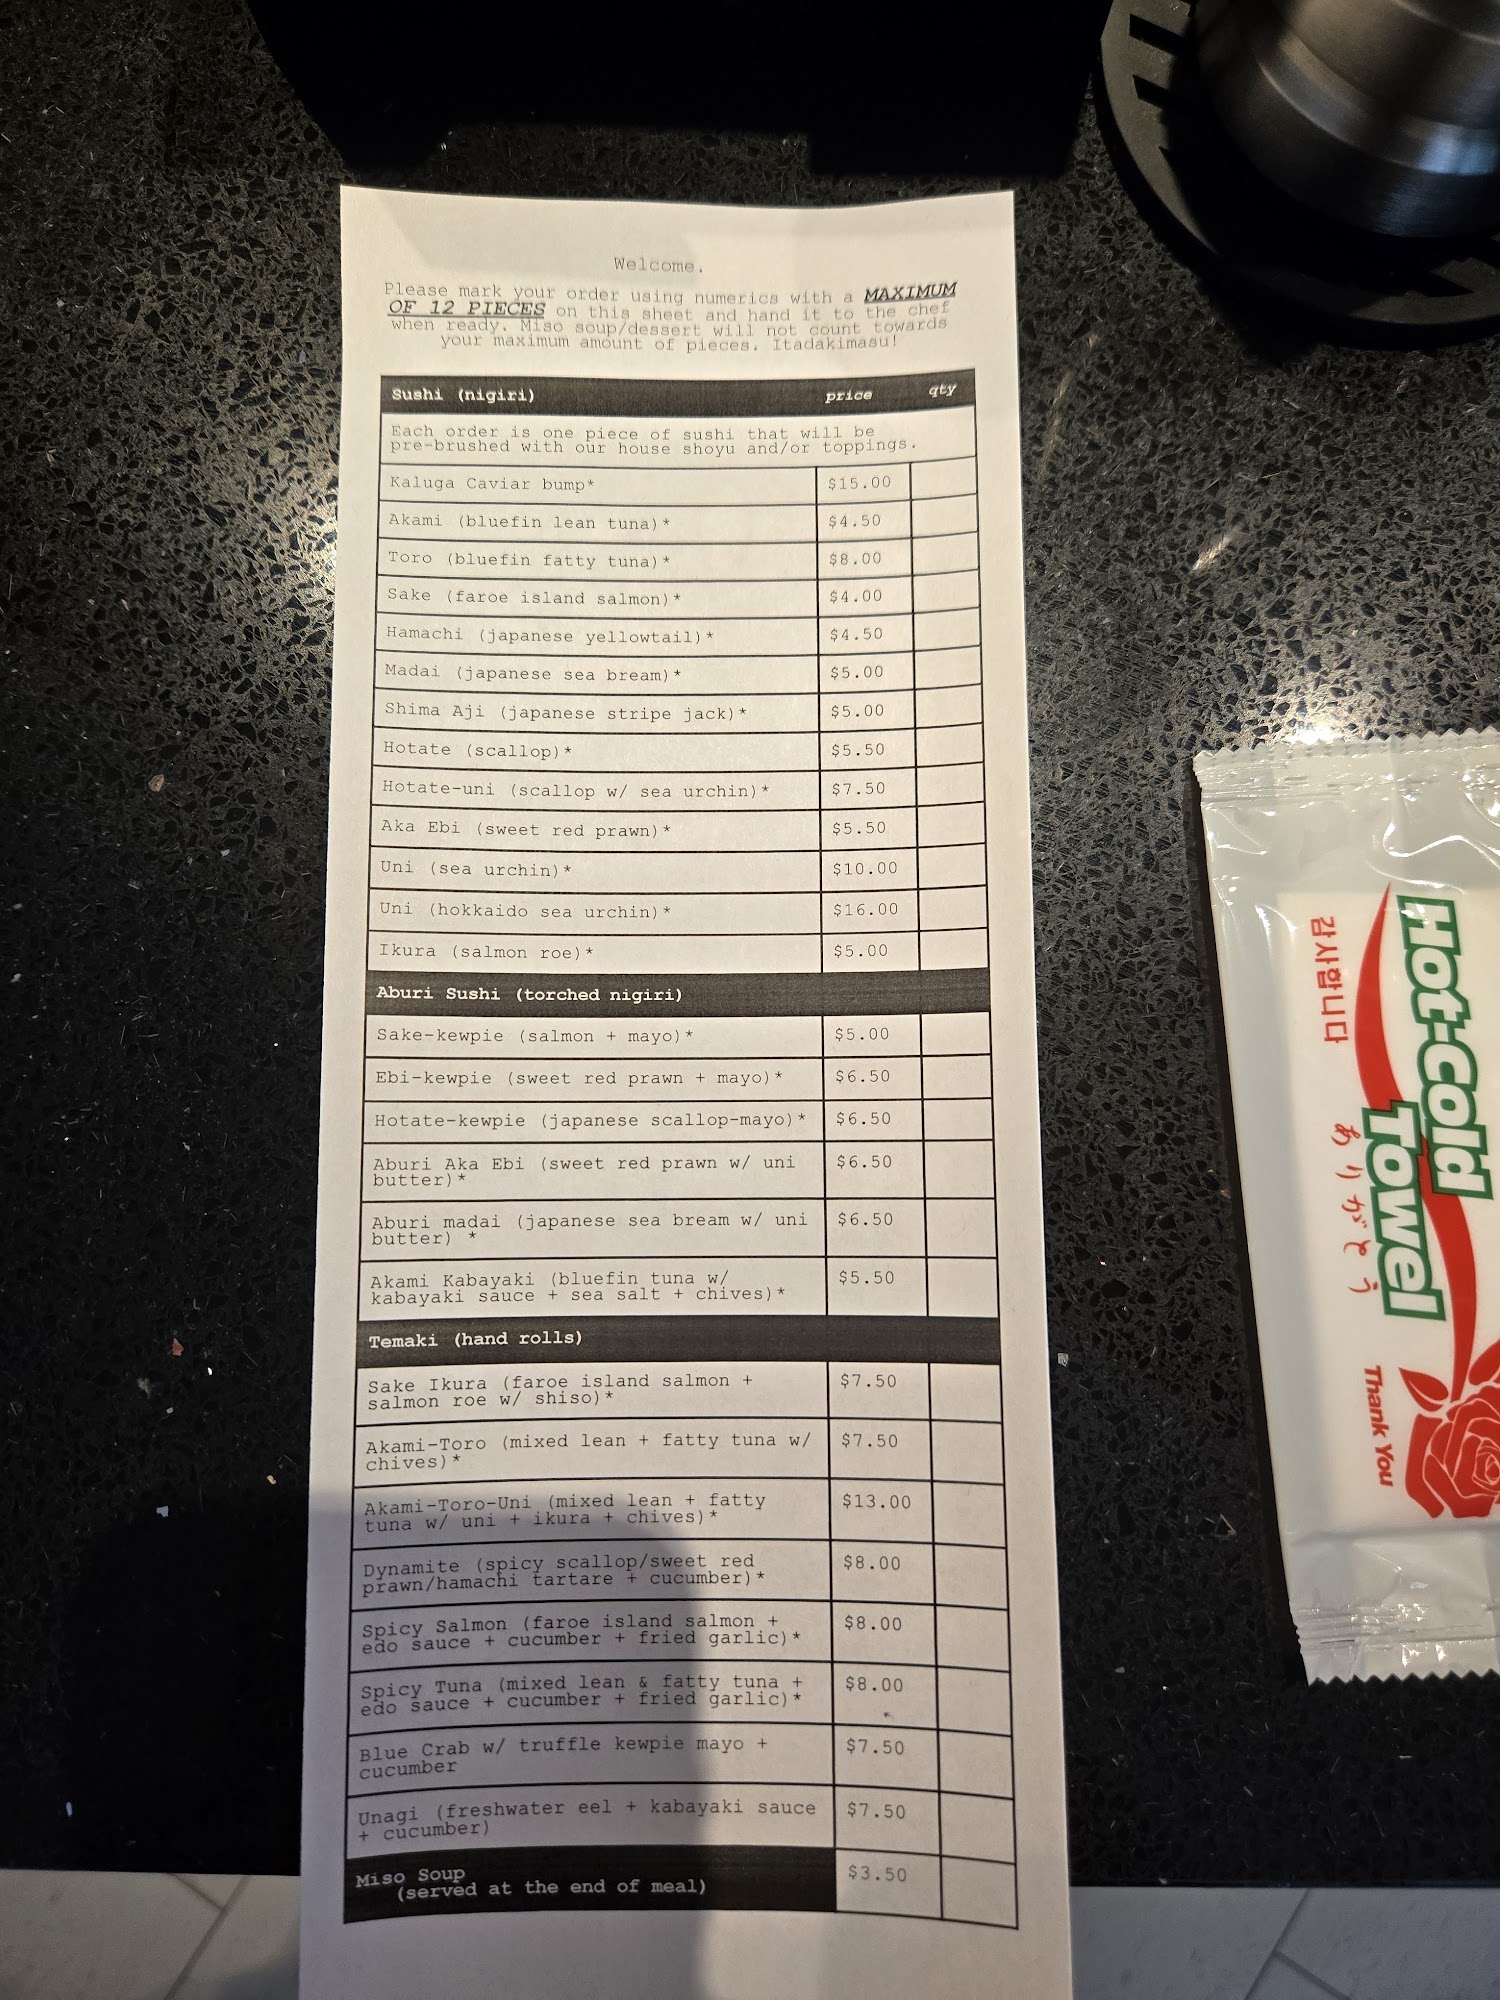 Welcome.
Please mark your order using numerics with a MAXIMUM
OF 12 PIECES on this sheet and hand it to the chef
when ready. Miso soup/dessert will not count towards
your maximum amount of pieces. Itadakimasu!
Sushi (nigiri) price qty
Each order is one piece of sushi that will be
pre-brushed with our house shoyu and/or toppings.
Kaluga Caviar bump* $15.00
Akami (bluefin lean tuna)* $4.50
Toro (bluefin fatty tuna)* $8.00
Sake (faroe island salmon)* $4.00
Hamachi (japanese yellowtail)* $4.50
Madai (japanese sea bream)* $5.00
Shima Aji (japanese stripe jack)* $5.00
Hotate (scallop)* $5.50
Hotate-uni (scallop w/ sea urchin)* $7.50
Aka Ebi (sweet red prawn)* $5.50
Uni (sea urchin)* $10.00
Uni (hokkaido sea urchin)* $16.00
Ikura (salmon roe)* $5.00
Aburi Sushi (torched nigiri)
Sake-kewpie (salmon + mayo)* $5.00
Ebi-kewpie (sweet red prawn + mayo)* $6.50
Hotate-kewpie (japanese scallop-mayo)* $6.50
Aburi Aka Ebi (sweet red prawn w/ uni $6.50
butter)*
Aburi madai (japanese sea bream w/ uni $6.50
butter) *
Akami Kabayaki (bluefin tuna w/ $5.50
kabayaki sauce + sea salt + chives)*
Temaki (hand rolls)
Sake Ikura (faroe island salmon + $7.50
salmon roe w/ shiso)*
Akami-Toro (mixed lean + fatty tuna w/ $7.50
chives)*
Akami-Toro-Uni (mixed lean + fatty $13.00
tuna w/ uni + ikura + chives)*
Dynamite (spicy scallop/sweet red $8.00
prawn/hamachi tartare + cucumber)*
Spicy Salmon (faroe island salmon + $8.00
edo sauce + cucumber + fried garlic)*
Spicy Tuna (mixed lean & fatty tuna + $8.00
edo sauce + cucumber + fried garlic)*
Blue Crab w/ truffle kewpie mayo + $7.50
cucumber
Unagi (freshwater eel + kabayaki sauce $7.50
+ cucumber)
Miso Soup $3.50
(served at the end of meal)
Hot-cold
Towel
감사합니다
ありがとう
Thank You